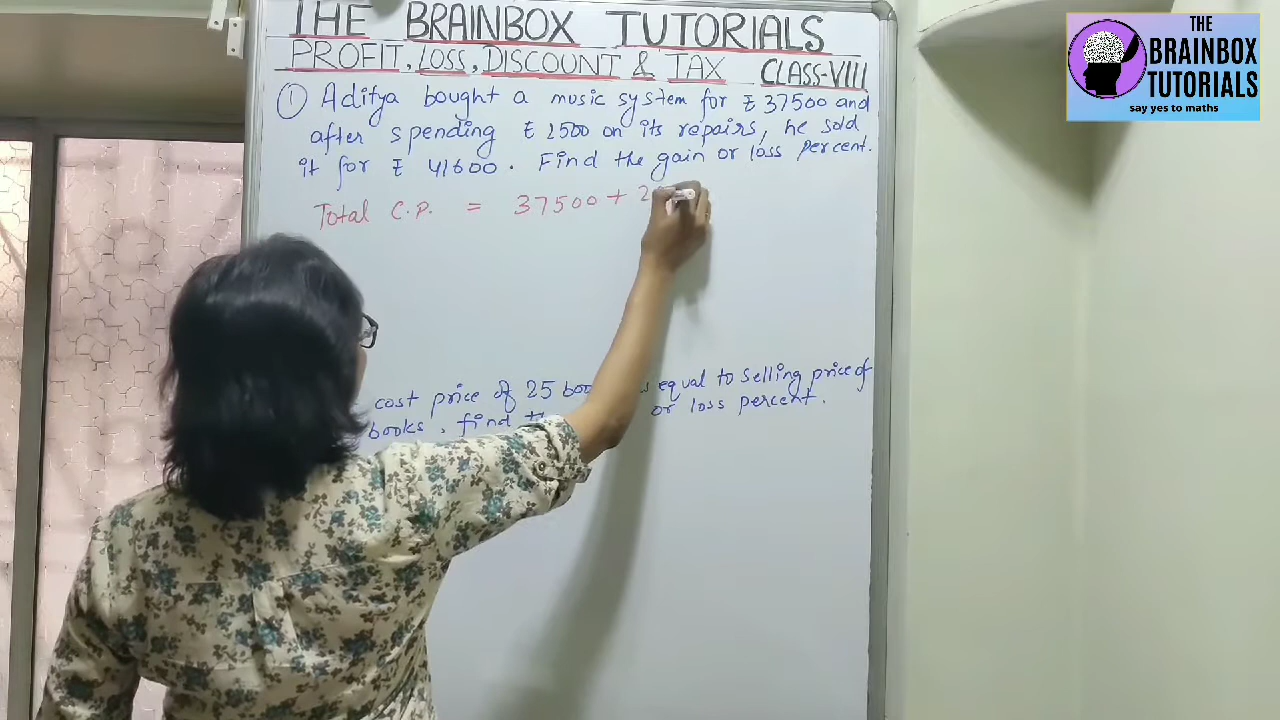 THE BRAINBOX TUTORIALS
PROFIT, LOSS, DISCOUNT & TAX CLASS-VIII
① Aditya bought a music system for ₹ 37500 and
after spending ₹ 2500 on its repairs, he sold
it for ₹ 41600. Find the gain or loss percent.
Total C.P. = 37500 + 2
cost price of 25 equal to selling price of
books, find or loss percent.
THE
BRAINBOX
TUTORIALS
say yes to maths